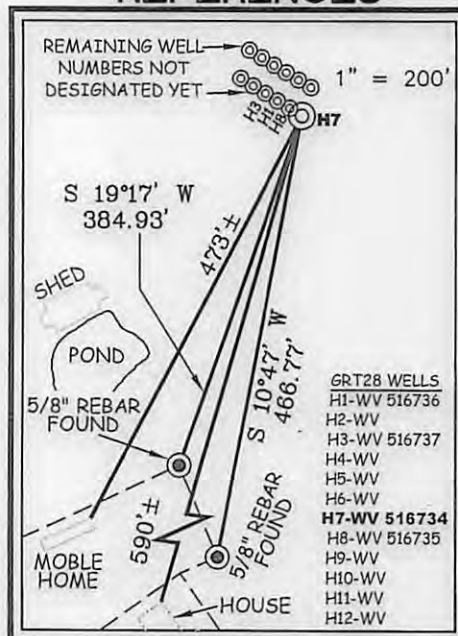 REMAINING WELL
NUMBERS NOT
DESIGNATED YET
1" = 200'
H3
H1
H8
H7
S 19°17' W
384.93'
473'±
SHED
POND
S 10°47' W
466.77'
5/8" REBAR
FOUND
590'±
5/8" REBAR
FOUND
MOBLE
HOME
HOUSE
GRT28 WELLS
H1-WV 516736
H2-WV
H3-WV 516737
H4-WV
H5-WV
H6-WV
H7-WV 516734
H8-WV 516735
H9-WV
H10-WV
H11-WV
H12-WV